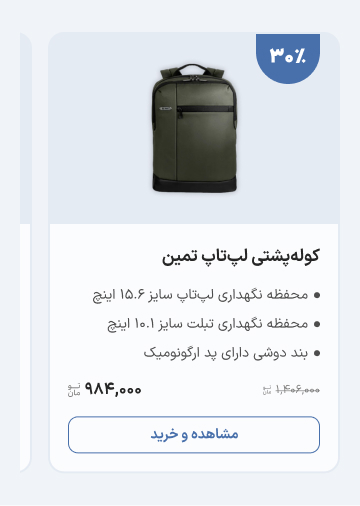 ۳۰٪
کوله‌پشتی لپ‌تاپ تمین
محفظه نگهداری لپ‌تاپ سایز ۱۵.۶ اینچ
محفظه نگهداری تبلت سایز ۱۰.۱ اینچ
بند دوشی دارای پد ارگونومیک
۱,۴۰۶,۰۰۰ تومان
۹۸۴,۰۰۰ تومان
مشاهده و خرید